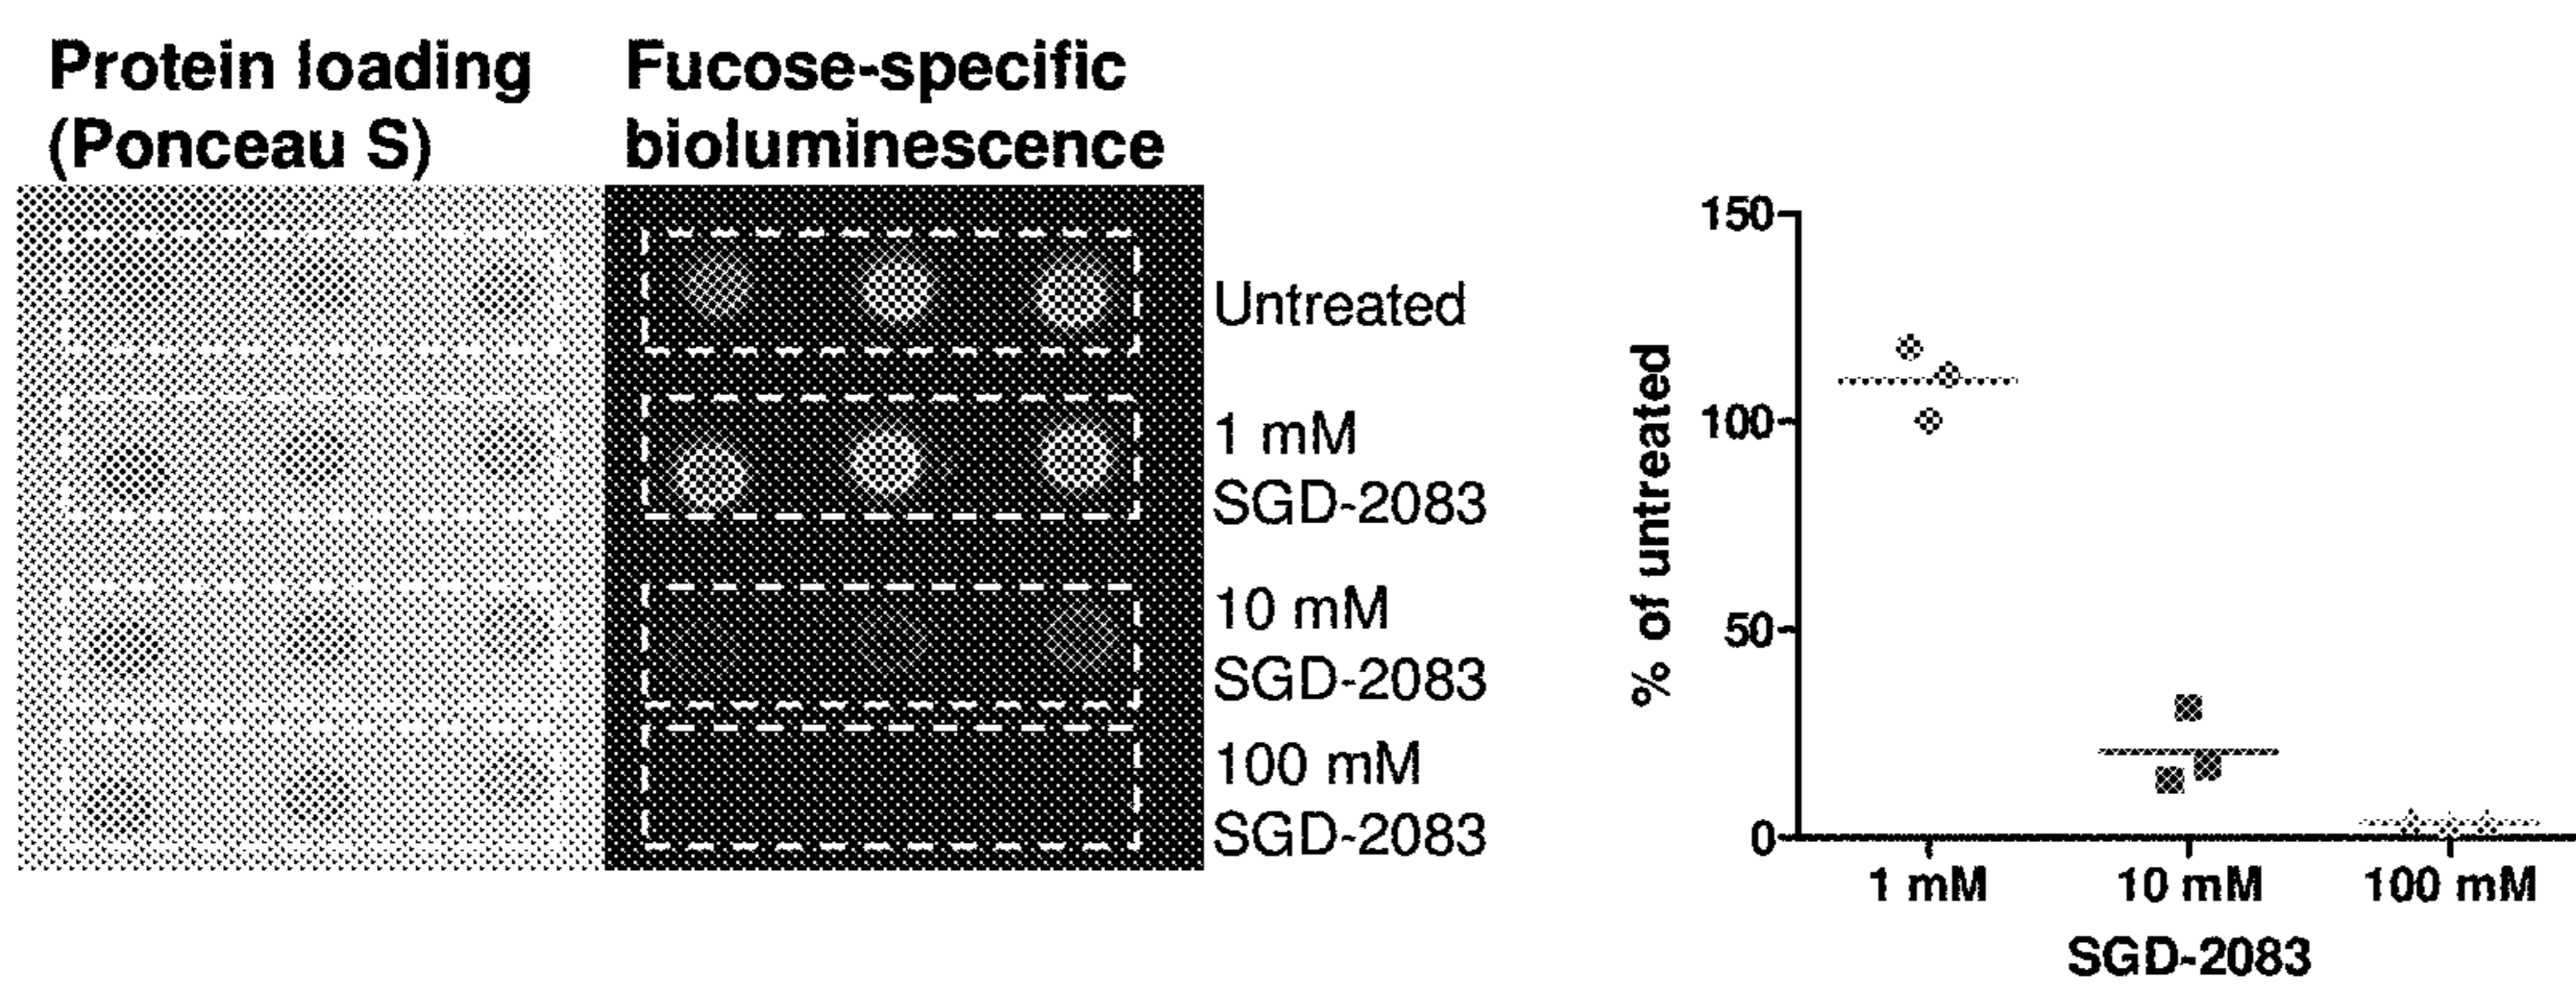 Protein loading
(Ponceau S)
Fucose-specific
bioluminescence
Untreated
1 mM
SGD-2083
10 mM
SGD-2083
100 mM
SGD-2083
% of untreated
150
100
50
0
1 mM
10 mM
100 mM
SGD-2083